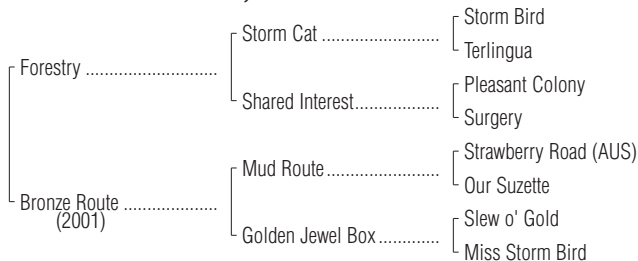 Storm Bird
Storm Cat ..........................
Terlingua
Forestry .............................
Pleasant Colony
Shared Interest...................
Surgery
Strawberry Road (AUS)
Mud Route .........................
Our Suzette
Bronze Route .....................
(2001)
Slew o' Gold
Golden Jewel Box.............
Miss Storm Bird